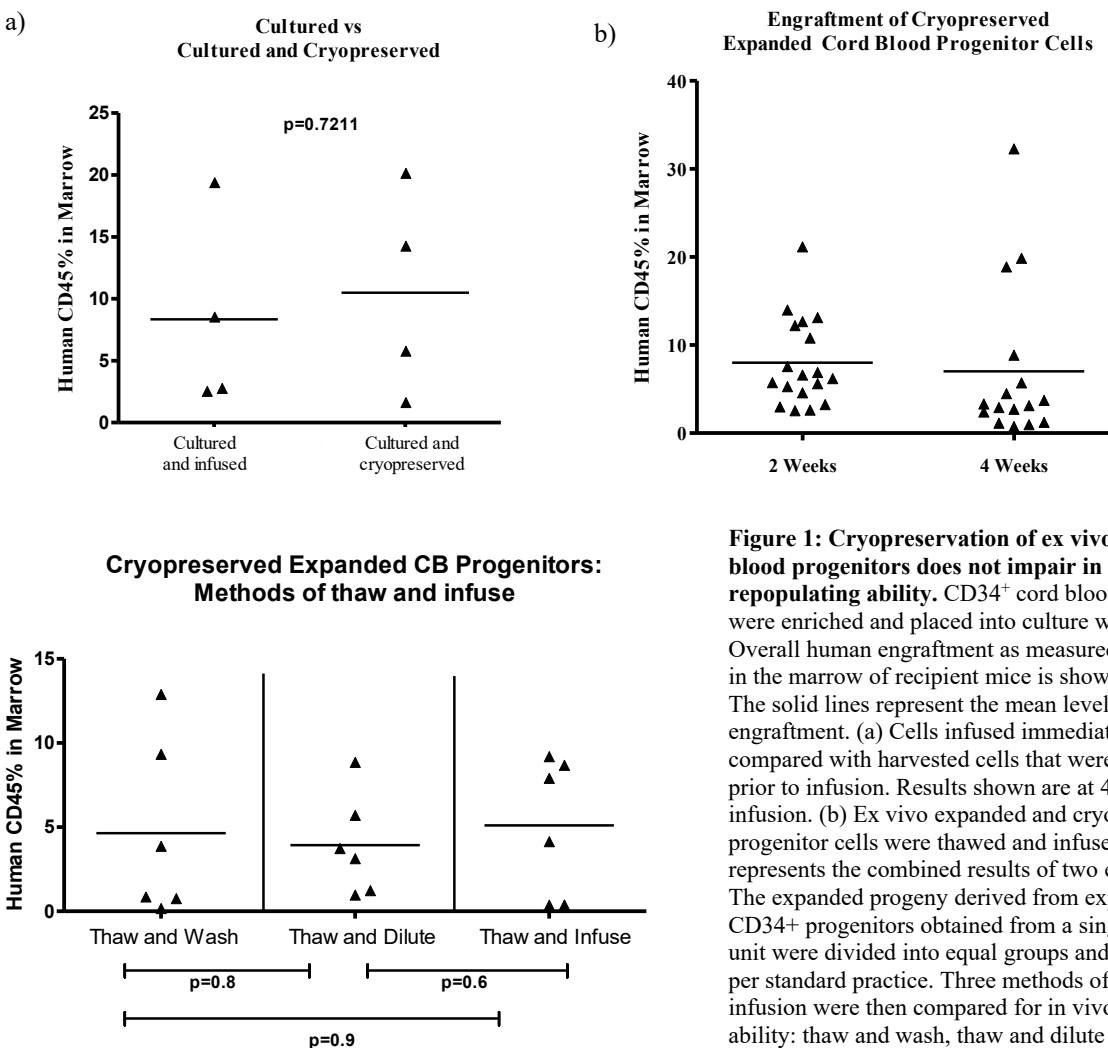 a)
Cultured vs
Cultured and Cryopreserved
Human CD45% in Marrow
25
20
15
10
5
0
p=0.7211
Cultured
and infused
Cultured and
cryopreserved
b)
Engraftment of Cryopreserved
Expanded Cord Blood Progenitor Cells
Human CD45% in Marrow
40
30
20
10
0
2 Weeks
4 Weeks
Cryopreserved Expanded CB Progenitors:
Methods of thaw and infuse
Human CD45% in Marrow
15
10
5
0
Thaw and Wash
Thaw and Dilute
Thaw and Infuse
p=0.8
p=0.6
p=0.9
Figure 1: Cryopreservation of ex vivo
blood progenitors does not impair in
repopulating ability. CD34⁺ cord blood
were enriched and placed into culture w
Overall human engraftment as measured
in the marrow of recipient mice is show
The solid lines represent the mean level
engraftment. (a) Cells infused immediat
compared with harvested cells that were
prior to infusion. Results shown are at 4
infusion. (b) Ex vivo expanded and cryo
progenitor cells were thawed and infuse
represents the combined results of two e
The expanded progeny derived from exp
CD34+ progenitors obtained from a sing
unit were divided into equal groups and
per standard practice. Three methods of
infusion were then compared for in vivo
ability: thaw and wash, thaw and dilute